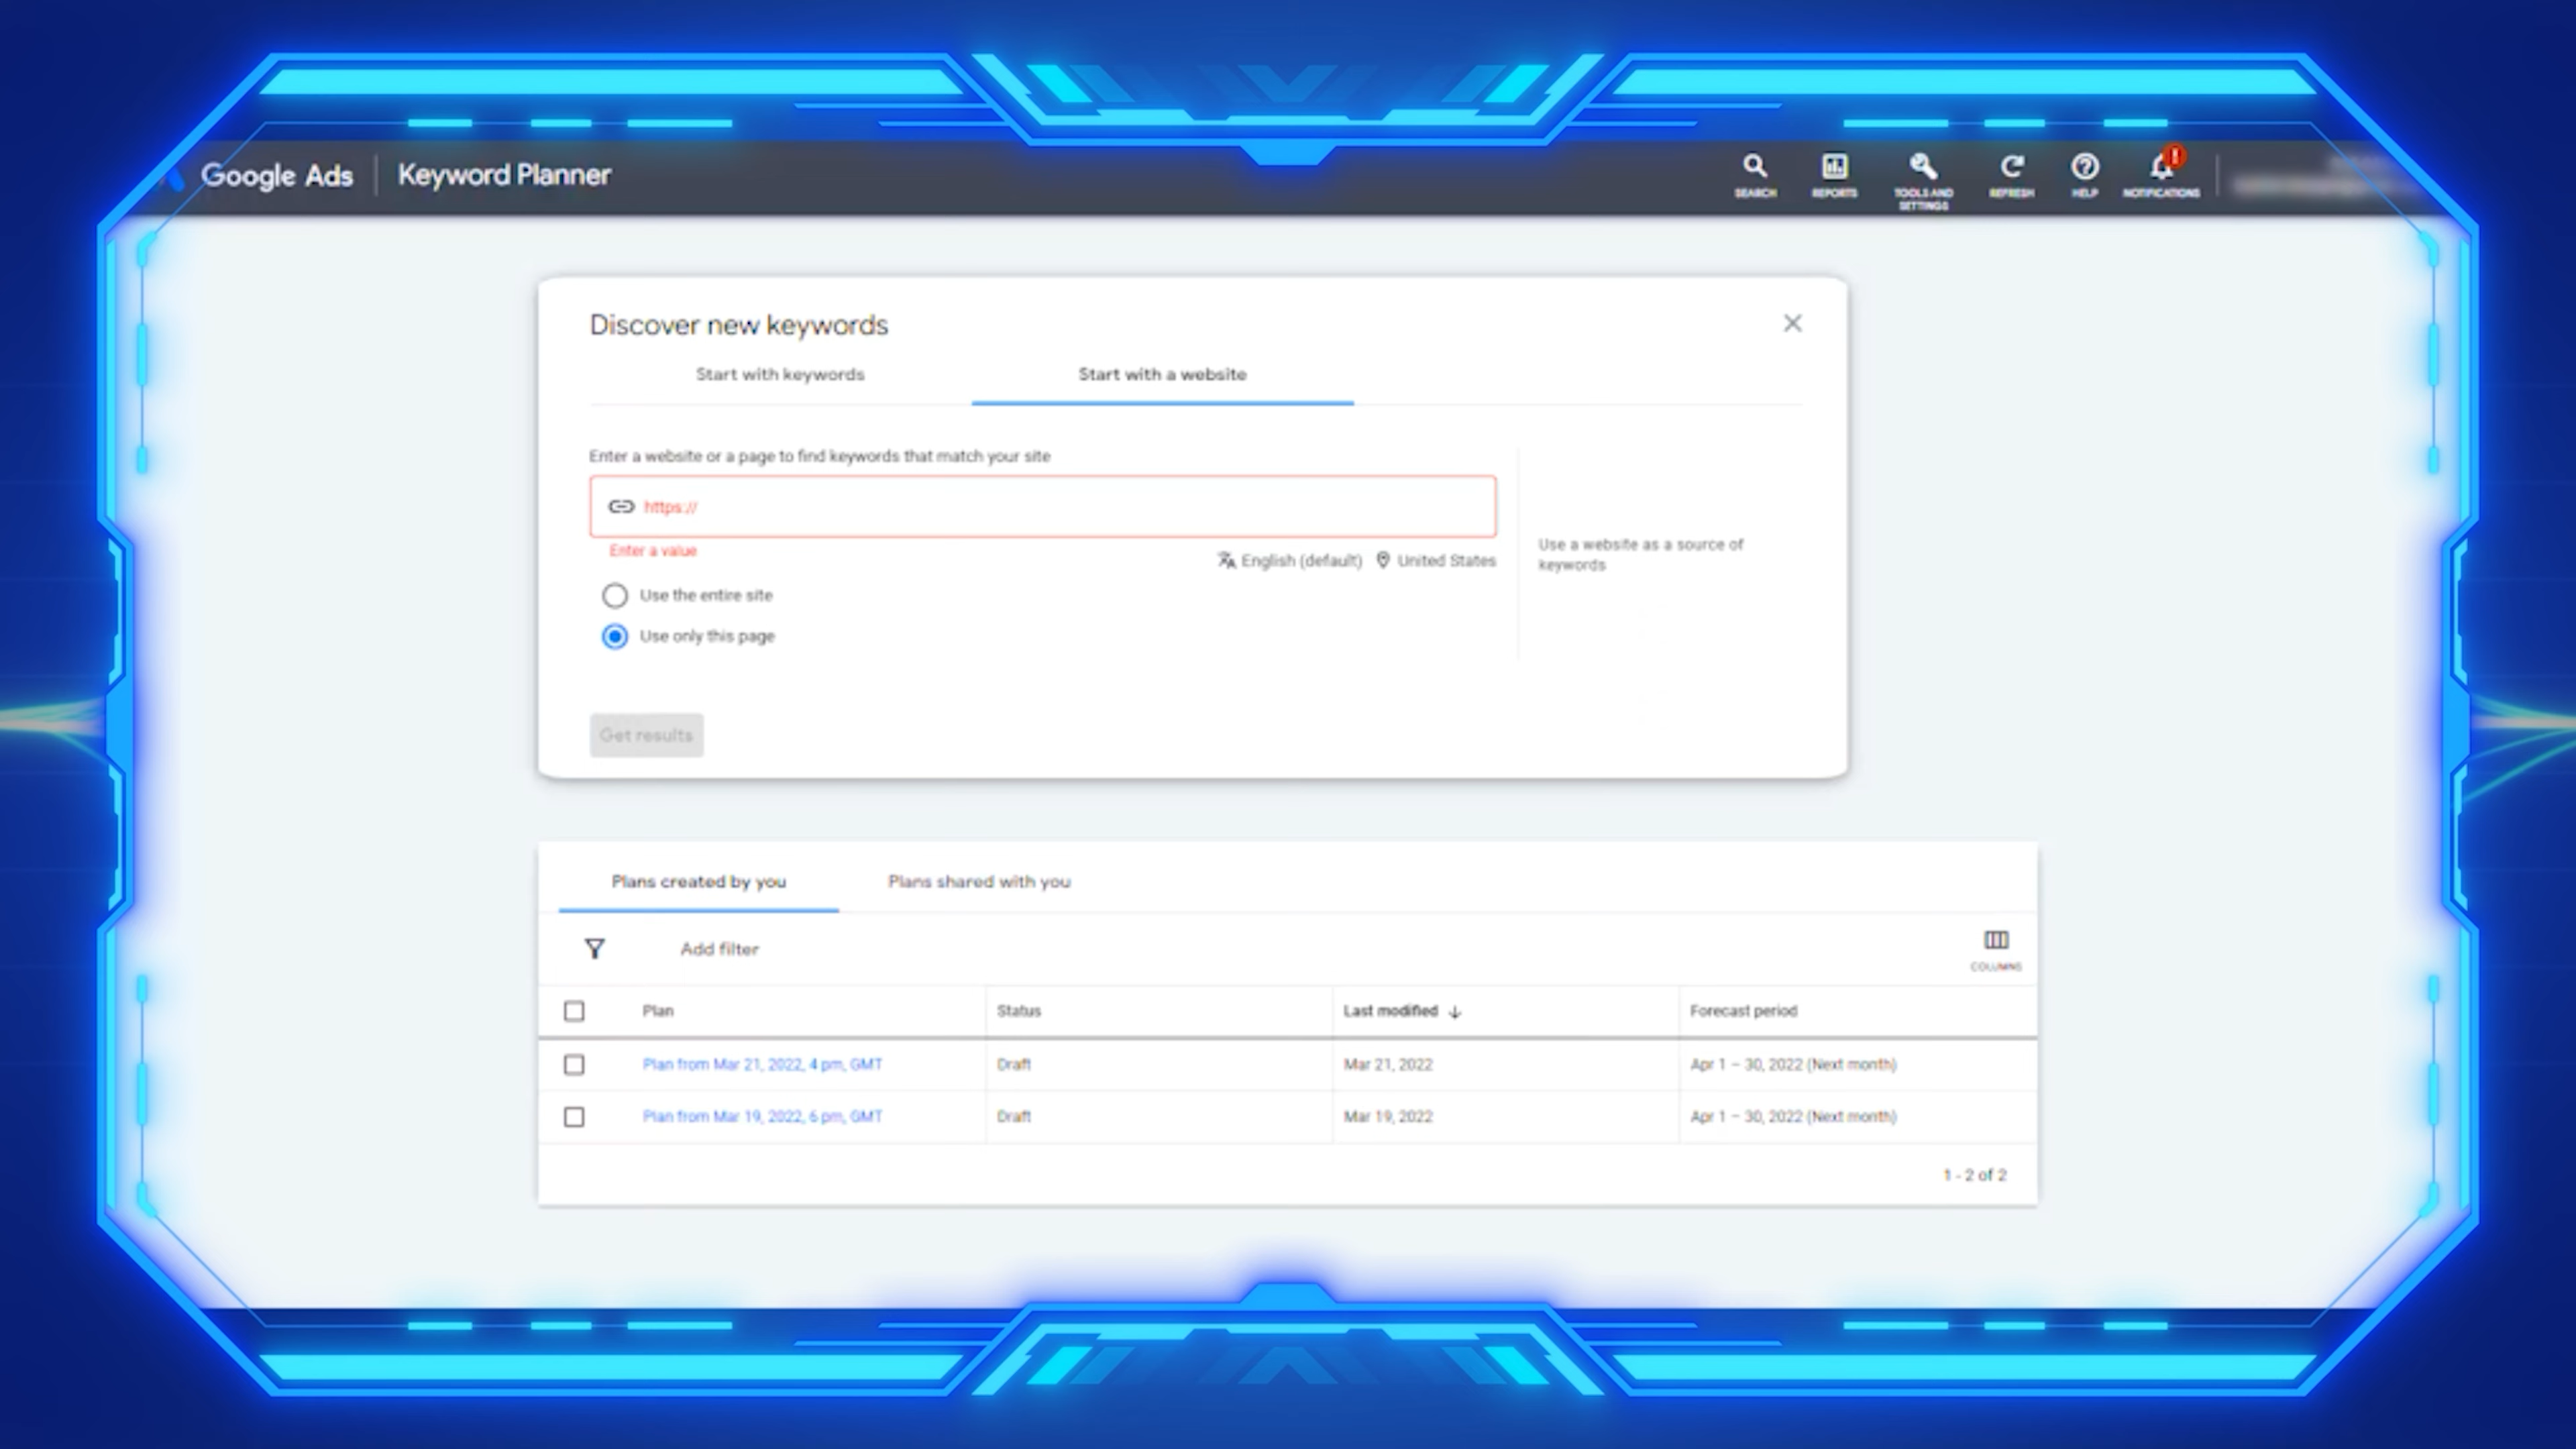 Google Ads | Keyword Planner
SEARCH
REPORTS
TOOLS AND
SETTINGS
REFRESH
HELP
!
NOTIFICATIONS
Discover new keywords
Start with keywords
Start with a website
Enter a website or a page to find keywords that match your site
https://
Enter a value
English (default)
United States
Use the entire site
Use only this page
Use a website as a source of
keywords
Get results
Plans created by you
Plans shared with you
Add filter
COLUMNS
Plan
Status
Last modified
Forecast period
Plan from Mar 21, 2022, 4 pm, GMT
Draft
Mar 21, 2022
Apr 1 – 30, 2022 (Next month)
Plan from Mar 19, 2022, 6 pm, GMT
Draft
Mar 19, 2022
Apr 1 – 30, 2022 (Next month)
1 - 2 of 2